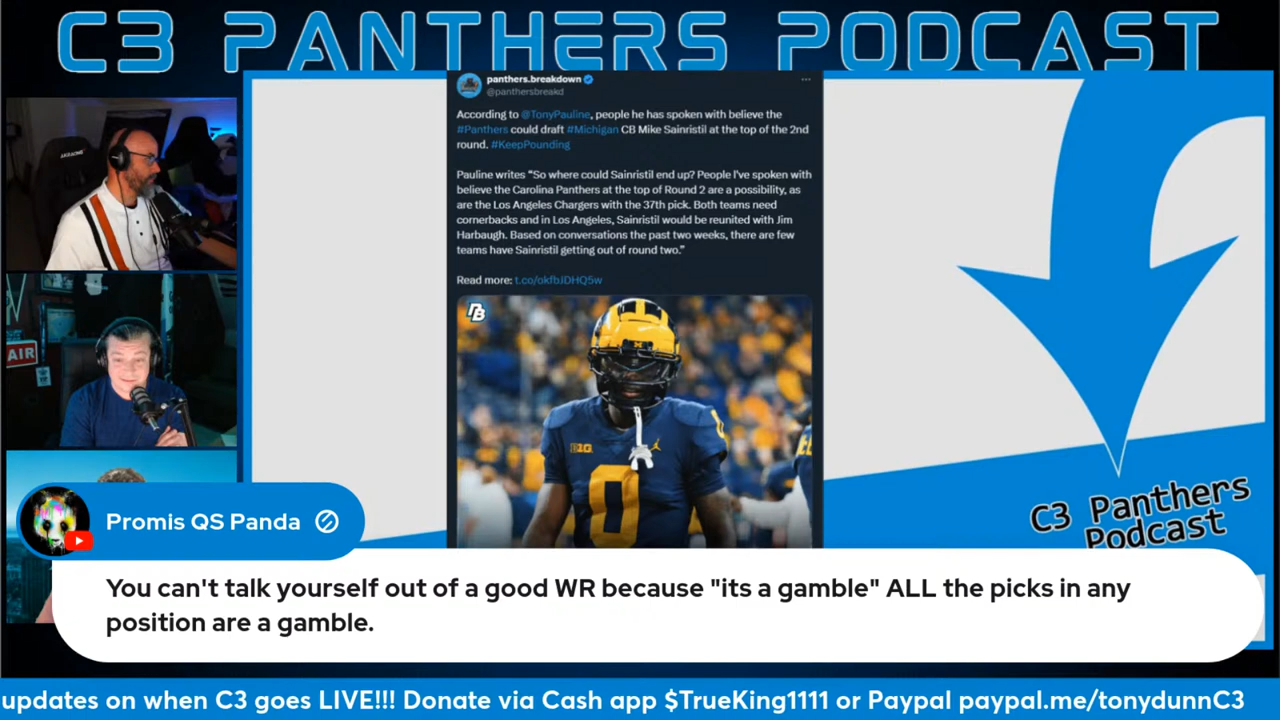 C3 PANTHERS PODCAST
panthers.breakdown
@panthersbreakd
According to @TonyPauline, people he has spoken with believe the
#Panthers could draft #Michigan CB Mike Sainristil at the top of the 2nd
round. #KeepPounding
Pauline writes “So where could Sainristil end up? People I've spoken with
believe the Carolina Panthers at the top of Round 2 are a possibility, as
are the Los Angeles Chargers with the 37th pick. Both teams need
cornerbacks and in Los Angeles, Sainristil would be reunited with Jim
Harbaugh. Based on conversations the past two weeks, there are few
teams have Sainristil getting out of round two.”
Read more: t.co/okfbJDHQ5w
AIR
B1G
0
C3 Panthers
Podcast
Promis QS Panda
You can't talk yourself out of a good WR because "its a gamble" ALL the picks in any
position are a gamble.
updates on when C3 goes LIVE!!! Donate via Cash app $TrueKing1111 or Paypal paypal.me/tonydunnC3